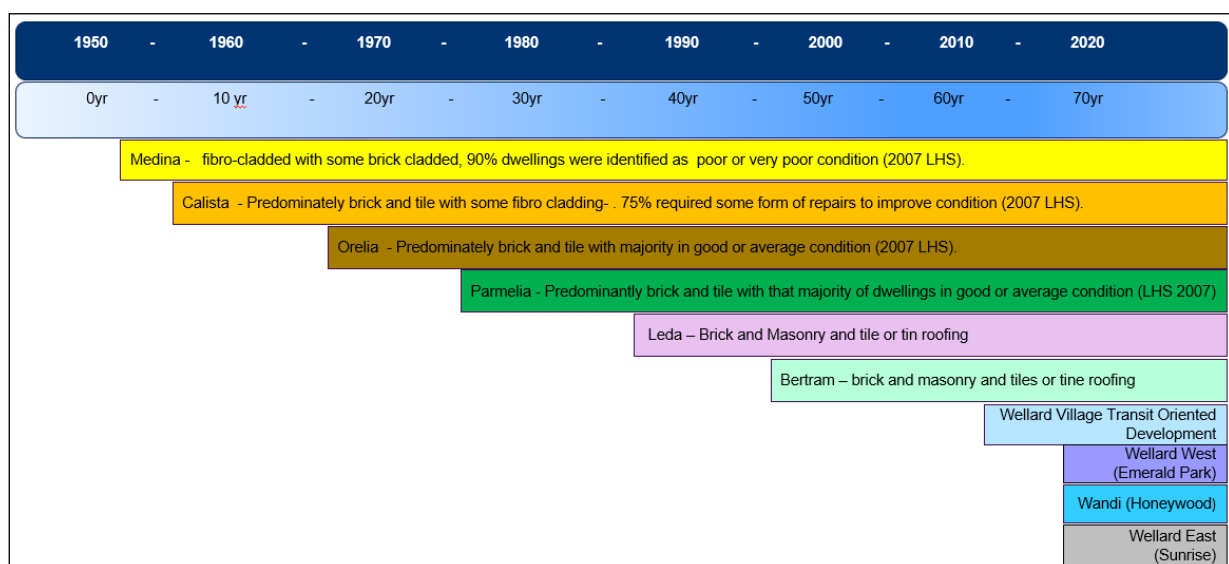 1950 - 1960 - 1970 - 1980 - 1990 - 2000 - 2010 - 2020
0yr - 10 yr - 20yr - 30yr - 40yr - 50yr - 60yr - 70yr
Medina - fibro-cladded with some brick cladded, 90% dwellings were identified as poor or very poor condition (2007 LHS).
Calista - Predominately brick and tile with some fibro cladding- . 75% required some form of repairs to improve condition (2007 LHS).
Orelia - Predominately brick and tile with majority in good or average condition (2007 LHS).
Parmelia - Predominantly brick and tile with that majority of dwellings in good or average condition (LHS 2007)
Leda – Brick and Masonry and tile or tin roofing
Bertram – brick and masonry and tiles or tine roofing
Wellard Village Transit Oriented
Development
Wellard West
(Emerald Park)
Wandi (Honeywood)
Wellard East
(Sunrise)